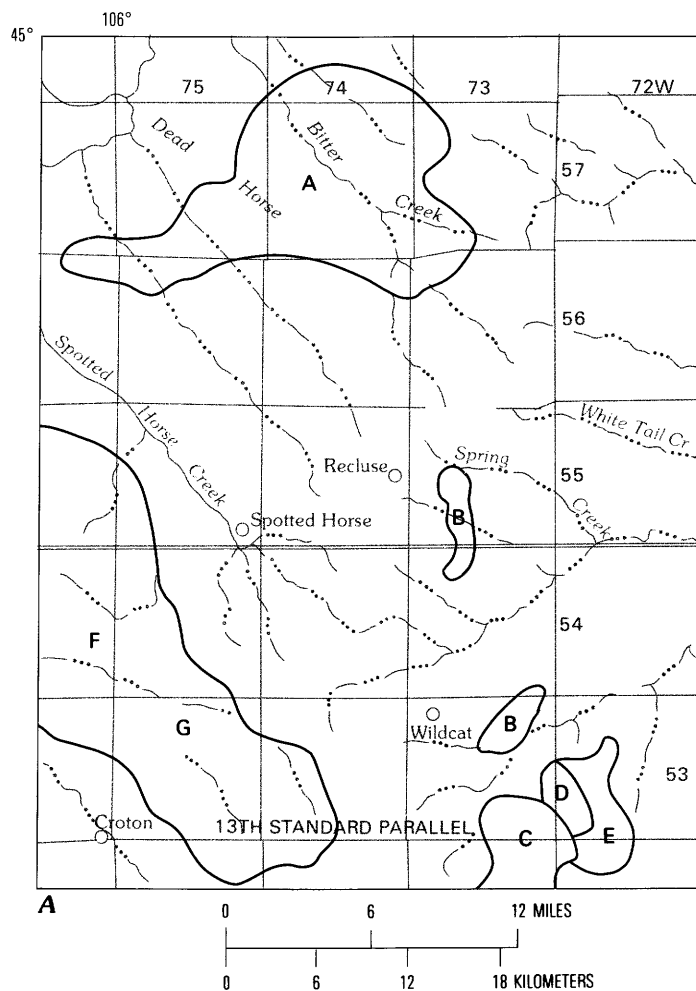 106°
45°
75
74
73
72W
Dead
Horse
Bitter
Creek
A
57
56
Spotted
Horse
Creek
White Tail Cr
Recluse
Spring
Creek
55
B
Spotted Horse
54
F
G
Wildcat
B
53
D
13TH STANDARD PARALLEL
C
E
Croton
A
0 6 12 MILES
0 6 12 18 KILOMETERS